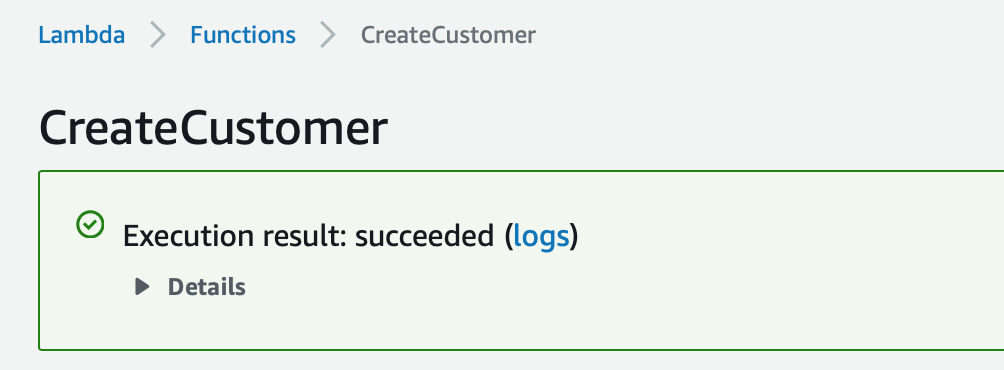 Lambda > Functions > CreateCustomer
CreateCustomer
Execution result: succeeded (logs)
Details